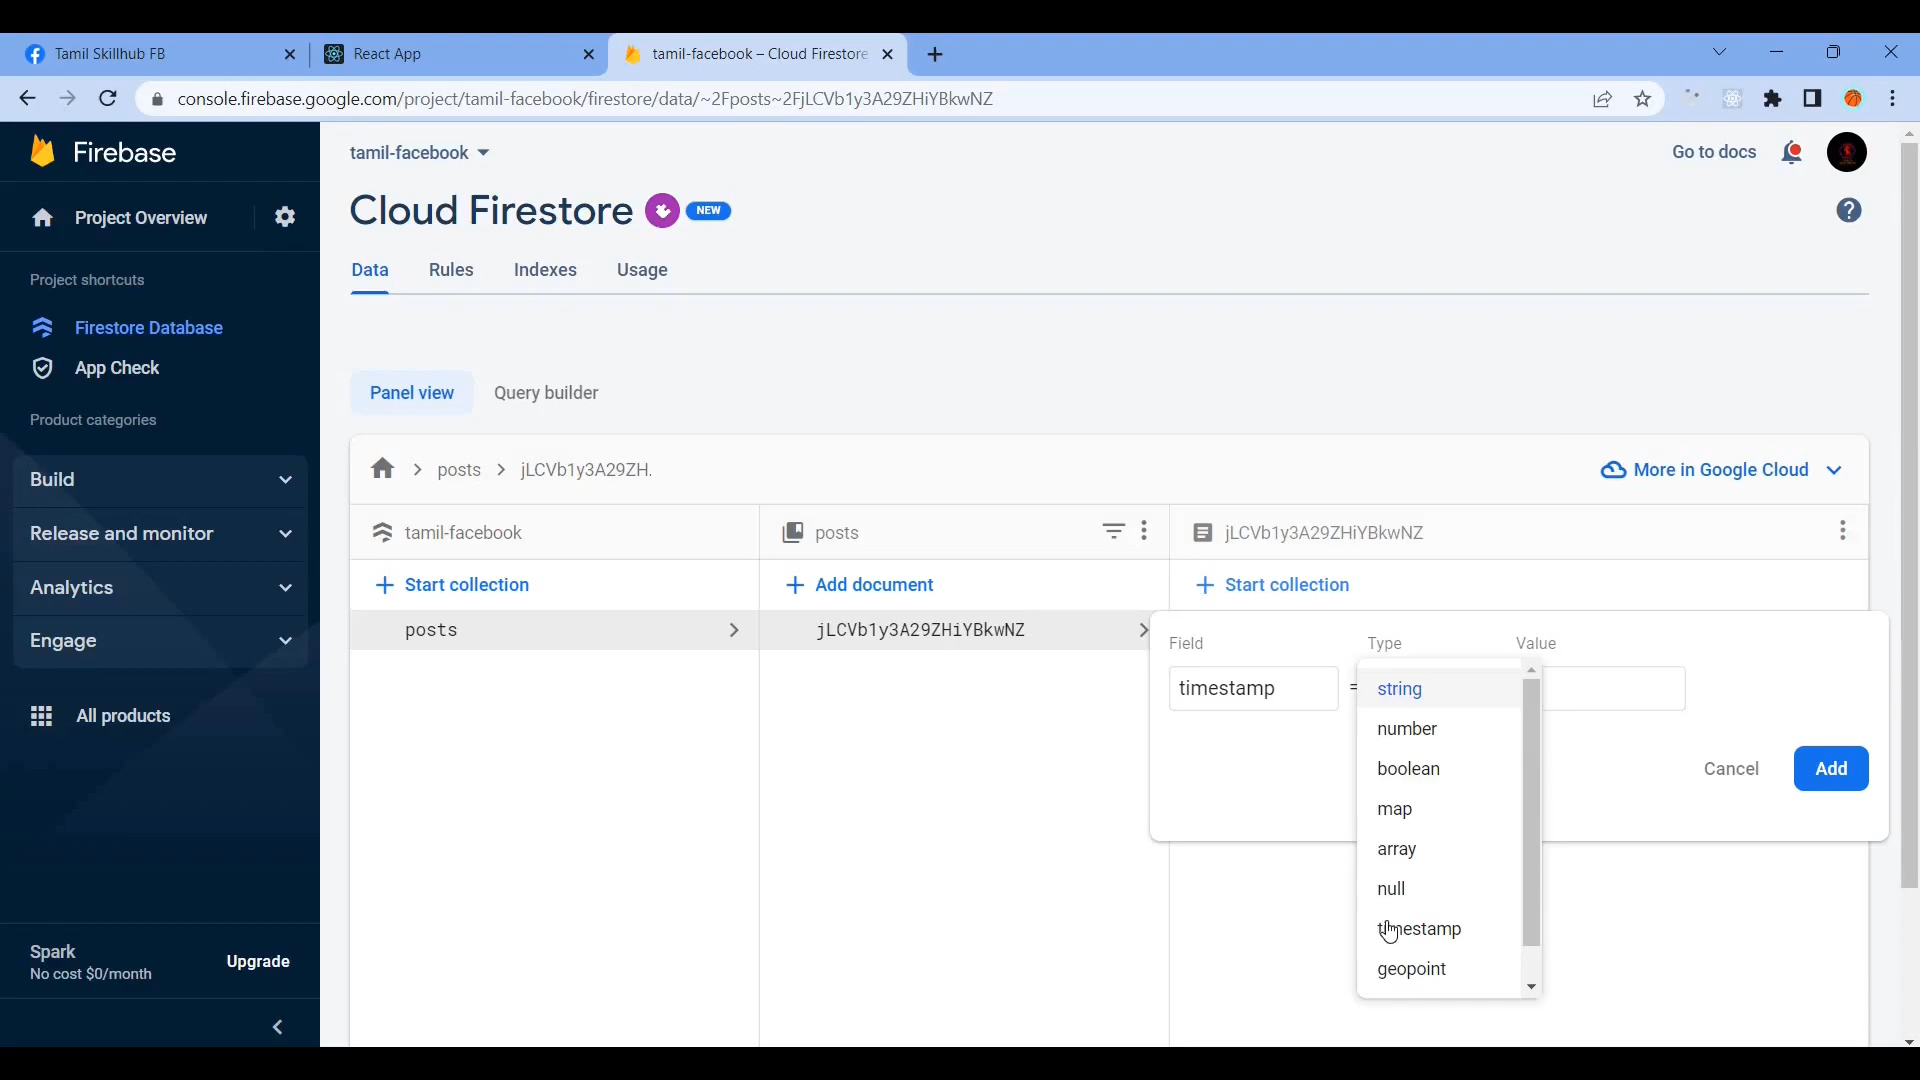 Tamil Skillhub FB
React App
tamil-facebook – Cloud Firestore
console.firebase.google.com/project/tamil-facebook/firestore/data/~2Fposts~2FjLCVb1y3A29ZHiYBkwNZ
Firebase
tamil-facebook
Go to docs
Project Overview
Cloud Firestore
NEW
Data
Rules
Indexes
Usage
Project shortcuts
Firestore Database
App Check
Panel view
Query builder
Product categories
Build
posts
jLCVb1y3A29ZH.
More in Google Cloud
Release and monitor
tamil-facebook
posts
jLCVb1y3A29ZHiYBkwNZ
Analytics
Start collection
Add document
Start collection
Engage
posts
jLCVb1y3A29ZHiYBkwNZ
Field
Type
Value
timestamp
=
string
All products
number
boolean
Cancel
Add
map
array
null
timestamp
geopoint
Spark
No cost $0/month
Upgrade